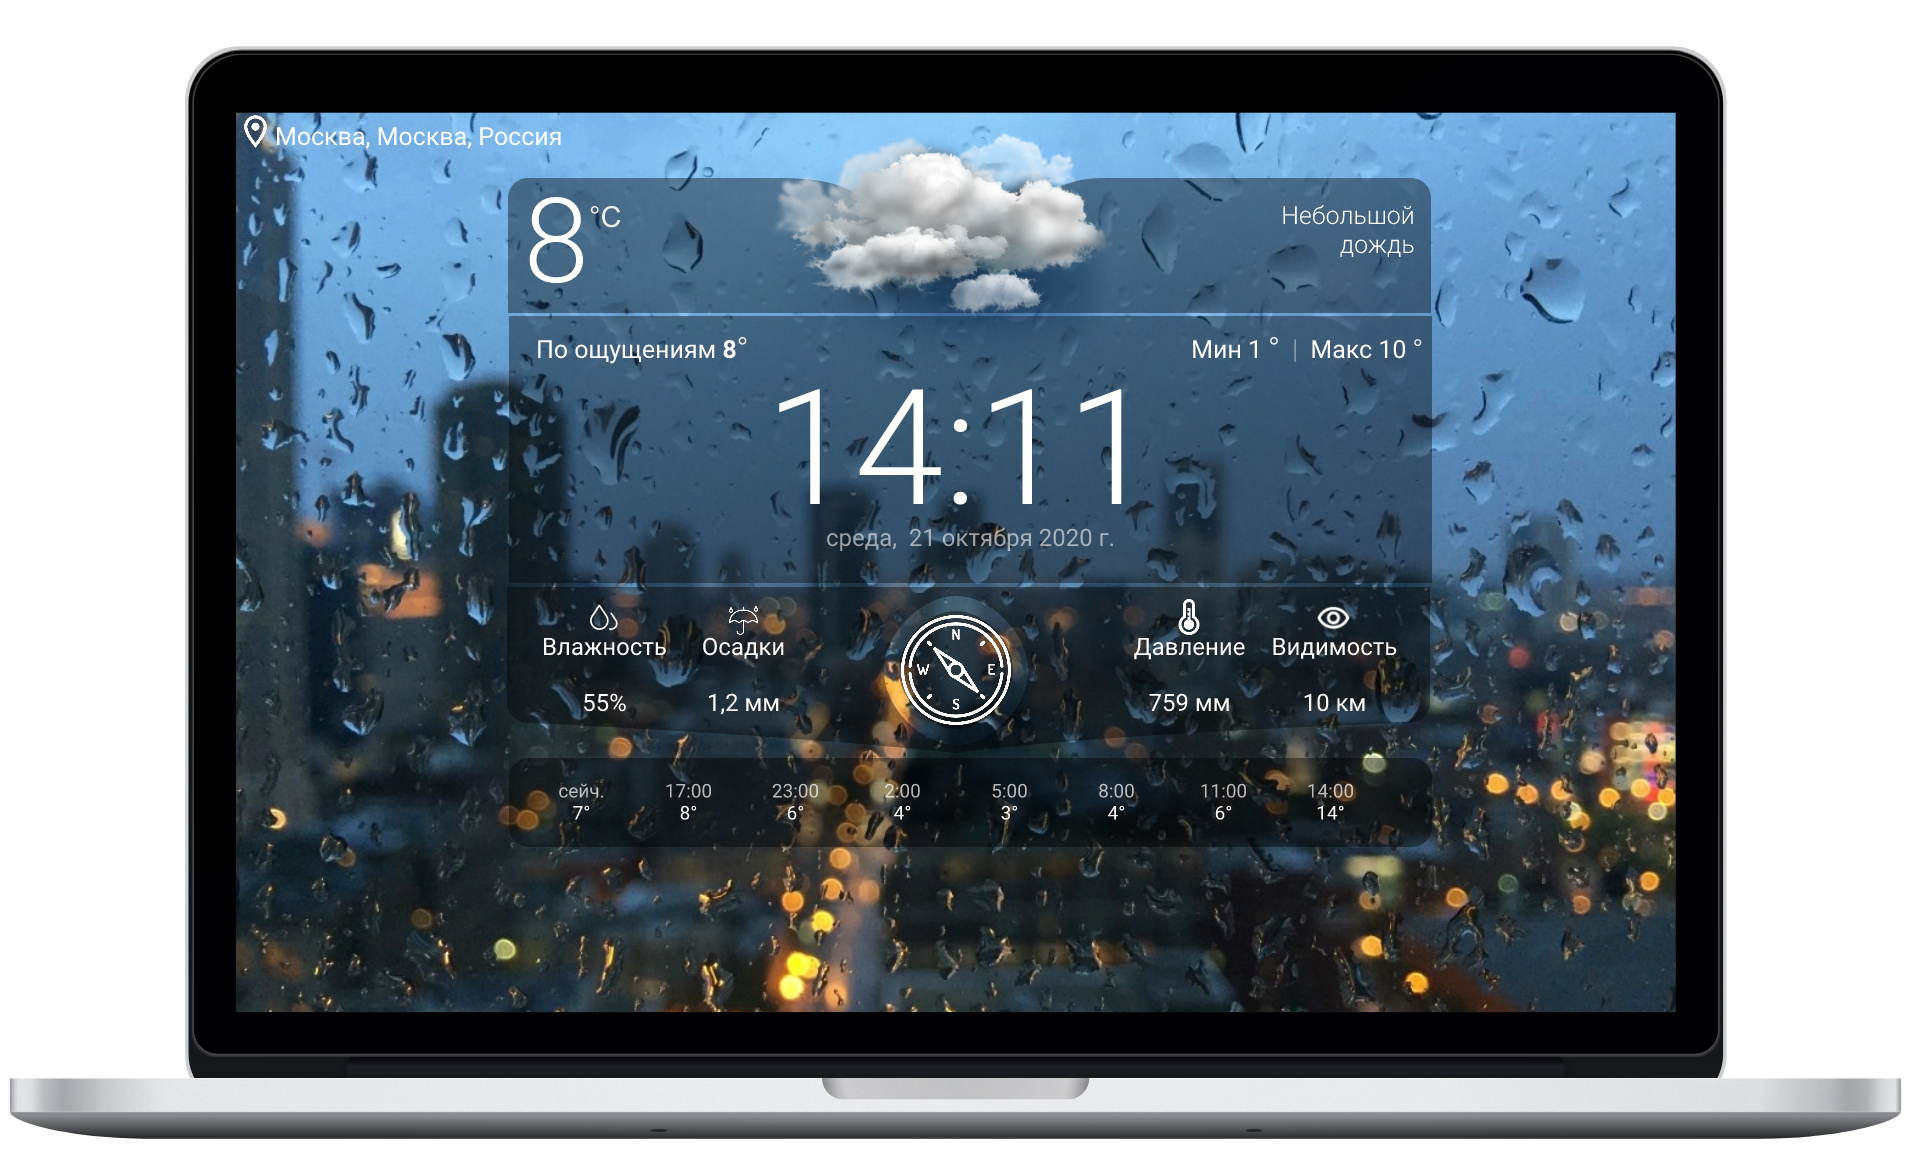 Москва, Москва, Россия
8 °C
Небольшой
дождь
По ощущениям 8°
Мин 1 ° | Макс 10 °
14:11
среда, 21 октября 2020 г.
Влажность Осадки Давление Видимость
N
W E
S
55% 1,2 мм 759 мм 10 км
сейч. 17:00 23:00 2:00 5:00 8:00 11:00 14:00
7° 8° 6° 4° 3° 4° 6° 14°